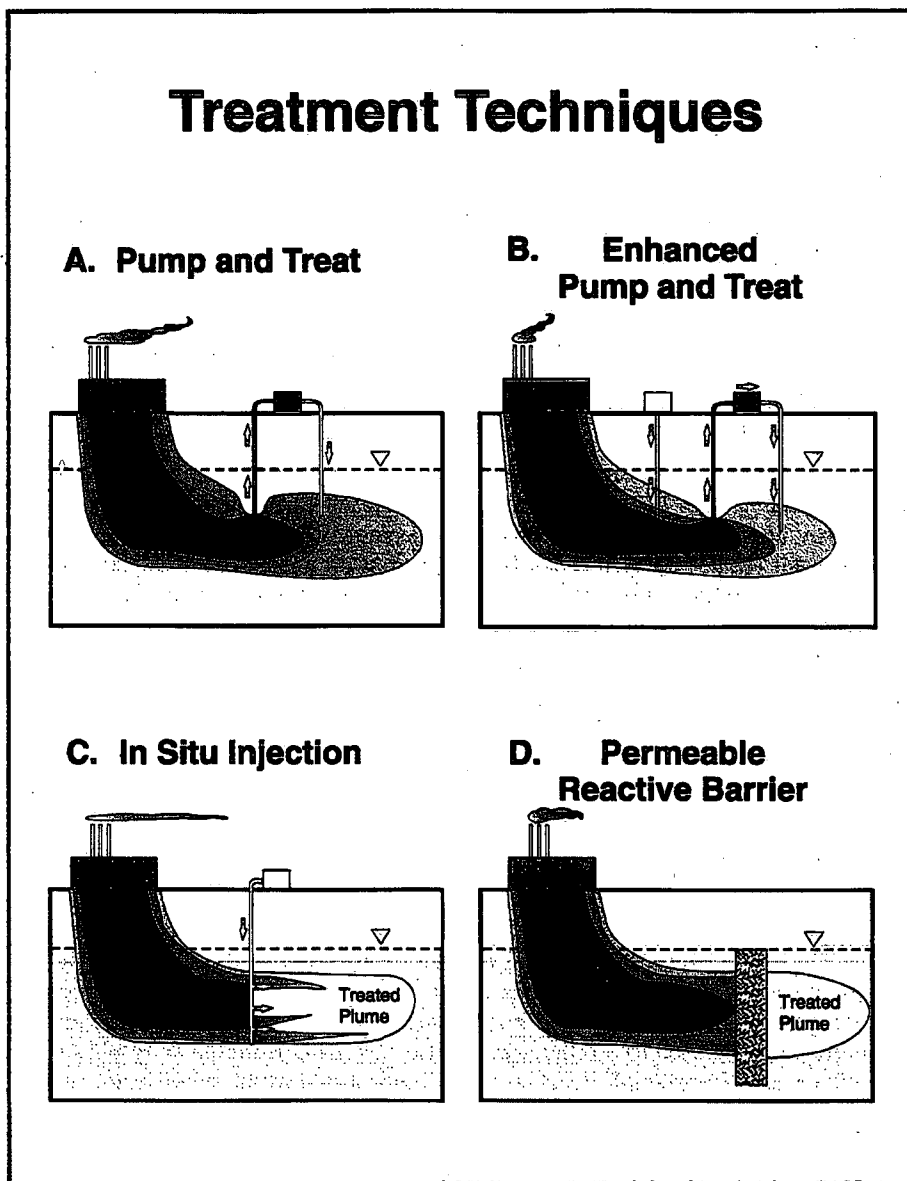 Treatment Techniques
A. Pump and Treat
B. Enhanced
Pump and Treat
C. In Situ Injection
D. Permeable
Reactive Barrier
Treated
Plume
Treated
Plume